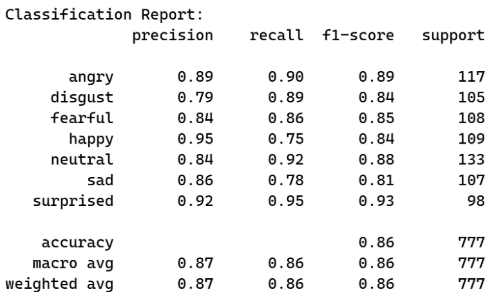 Classification Report:
precision recall f1-score support
angry 0.89 0.90 0.89 117
disgust 0.79 0.89 0.84 105
fearful 0.84 0.86 0.85 108
happy 0.95 0.75 0.84 109
neutral 0.84 0.92 0.88 133
sad 0.86 0.78 0.81 107
surprised 0.92 0.95 0.93 98
accuracy 0.86 777
macro avg 0.87 0.86 0.86 777
weighted avg 0.87 0.86 0.86 777